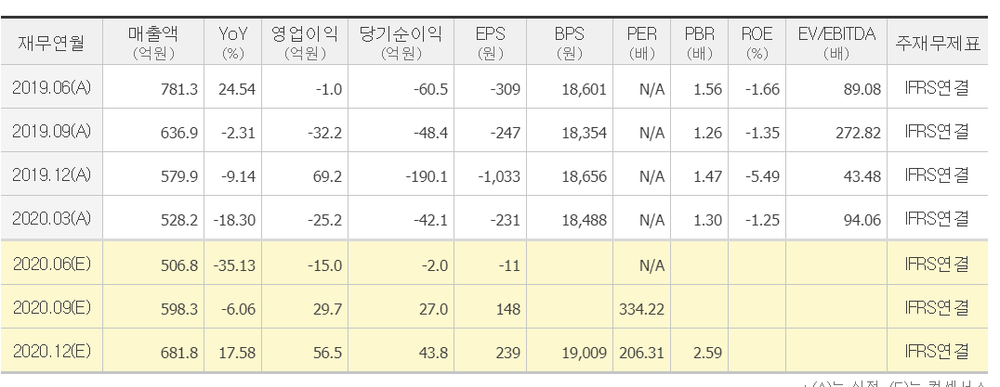 재무연월 매출액 (억원) YoY (%) 영업이익 (억원) 당기순이익 (억원) EPS (원) BPS (원) PER (배) PBR (배) ROE (%) EV/EBITDA (배) 주재무제표
2019.06(A) 781.3 24.54 -1.0 -60.5 -309 18,601 N/A 1.56 -1.66 89.08 IFRS연결
2019.09(A) 636.9 -2.31 -32.2 -48.4 -247 18,354 N/A 1.26 -1.35 272.82 IFRS연결
2019.12(A) 579.9 -9.14 69.2 -190.1 -1,033 18,656 N/A 1.47 -5.49 43.48 IFRS연결
2020.03(A) 528.2 -18.30 -25.2 -42.1 -231 18,488 N/A 1.30 -1.25 94.06 IFRS연결
2020.06(E) 506.8 -35.13 -15.0 -2.0 -11 N/A IFRS연결
2020.09(E) 598.3 -6.06 29.7 27.0 148 334.22 IFRS연결
2020.12(E) 681.8 17.58 56.5 43.8 239 19,009 206.31 2.59 IFRS연결